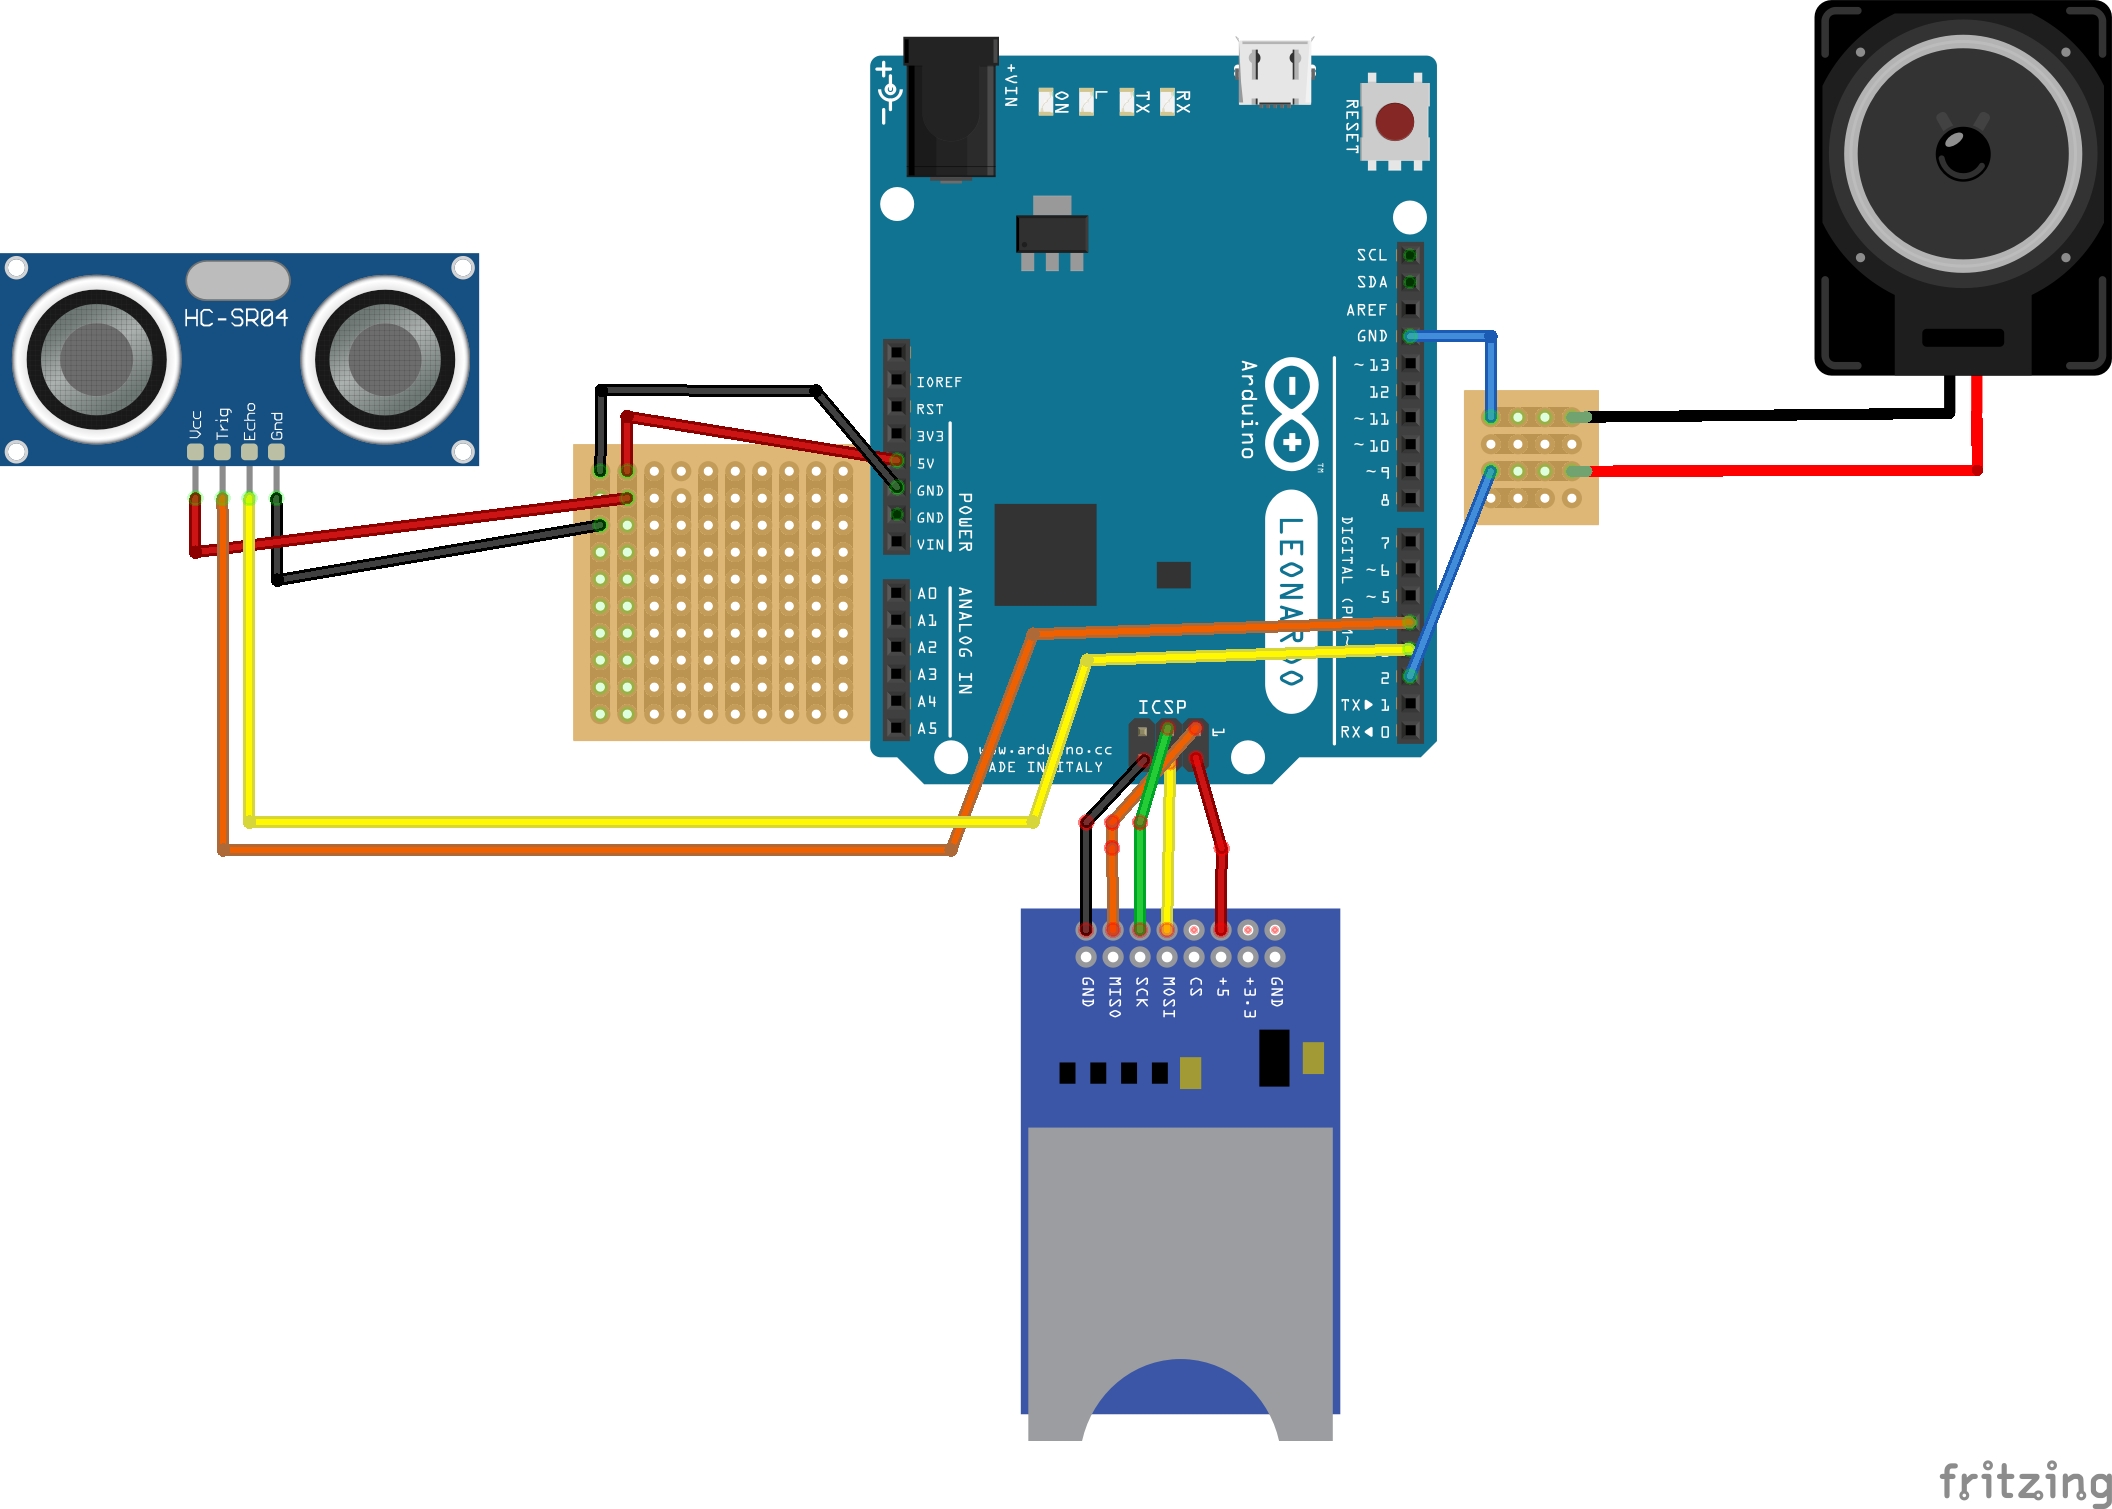 +VIN
ON
L
TX
RX
RESET
HC-SR04
Vcc
Trig
Echo
Gnd
IOREF
RST
3V3
5V
GND
GND
VIN
POWER
A0
A1
A2
A3
A4
A5
ANALOG IN
SCL
SDA
AREF
GND
~13
12
~11
~10
~9
8
7
~6
~5
2
TX▶1
RX◀0
Arduino
TM
LEONARDO
ICSP
1
www.arduino.cc
ADE IN ITALY
GND
MISO
SCK
MOSI
CS
+5
+3.3
GND
fritzing